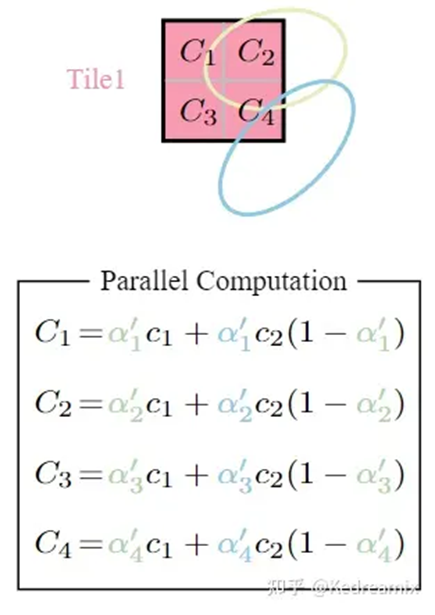 C₁ C₂
Tile1
C₃ C₄
Parallel Computation
C₁ = α′₁c₁ + α′₁c₂(1 − α′₁)
C₂ = α′₂c₁ + α′₂c₂(1 − α′₂)
C₃ = α′₃c₁ + α′₃c₂(1 − α′₃)
C₄ = α′₄c₁ + α′₄c₂(1 − α′₄)
知乎 @Kedreamix